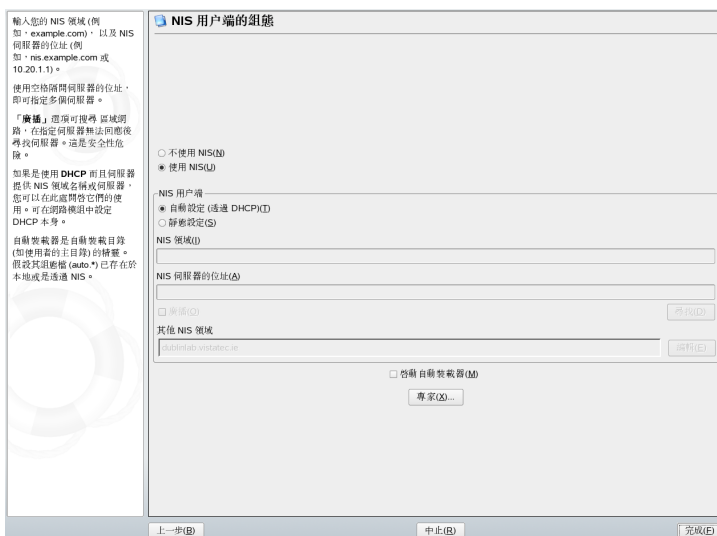 輸入您的 NIS 領域 (例
如，example.com)， 以及 NIS
伺服器的位址 (例
如，nis.example.com 或
10.20.1.1)。
使用空格隔開伺服器的位址，
即可指定多個伺服器。
「廣播」選項可搜尋 區域網
路，在指定伺服器無法回應後
尋找伺服器。這是安全性危
險。
如果是使用 DHCP 而且伺服器
提供 NIS 領域名稱或伺服器，
您可以在此處開啓它們的使
用。可在網路模組中設定
DHCP 本身。
自動裝載器是自動裝載目錄
(如使用者的主目錄) 的精靈。
假設其組態檔 (auto.*) 已存在於
本地或是透過 NIS。
NIS 用戶端的組態
不使用 NIS(N)
使用 NIS(U)
NIS 用戶端
自動設定 (透過 DHCP)(T)
靜態設定(S)
NIS 領域(I)
NIS 伺服器的位址(A)
廣播(O)
尋找(D)
其他 NIS 領域
dublinlab.vistatec.ie
編輯(E)
啓動自動裝載器(M)
專家(X)...
上一步(B)
中止(R)
完成(F)